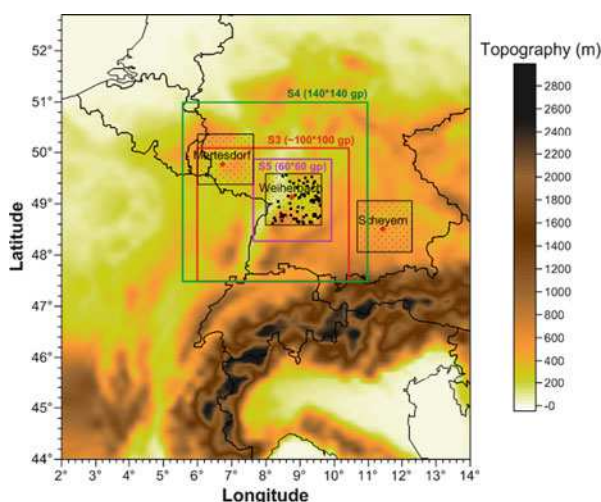 Topography (m)
52°
51°
50°
49°
48°
47°
46°
45°
44°
Latitude
S4 (140*140 gp)
S3 (~100*100 gp)
S5 (60*60 gp)
Mertesdorf
Weiherbach
Scheyern
2800
2600
2400
2200
2000
1800
1600
1400
1200
1000
800
600
400
200
-0
2° 3° 4° 5° 6° 7° 8° 9° 10° 11° 12° 13° 14°
Longitude